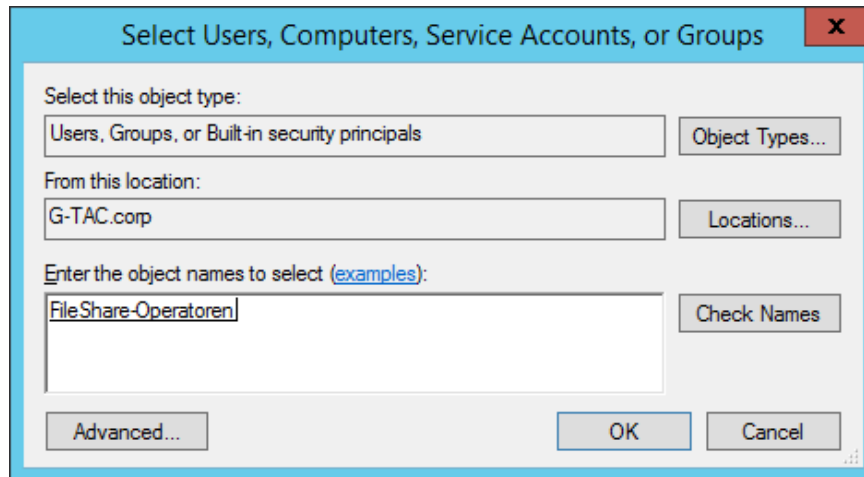 Select Users, Computers, Service Accounts, or Groups
x
Select this object type:
Users, Groups, or Built-in security principals
Object Types...
From this location:
G-TAC.corp
Locations...
Enter the object names to select (examples):
FileShare-Operatoren
Check Names
Advanced...
OK
Cancel